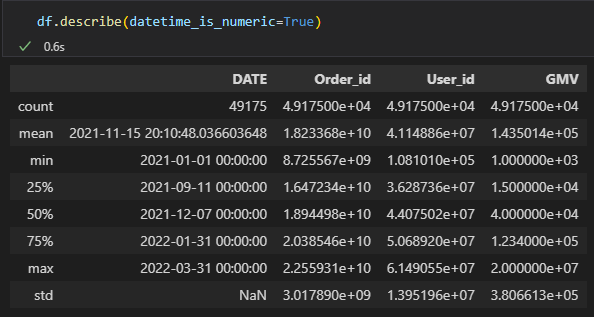 df.describe(datetime_is_numeric=True)
0.6s
DATE Order_id User_id GMV
count 49175 4.917500e+04 4.917500e+04 4.917500e+04
mean 2021-11-15 20:10:48.036603648 1.823368e+10 4.114886e+07 1.435014e+05
min 2021-01-01 00:00:00 8.725567e+09 1.081010e+05 1.000000e+03
25% 2021-09-11 00:00:00 1.647234e+10 3.628736e+07 1.500000e+04
50% 2021-12-07 00:00:00 1.894498e+10 4.407502e+07 4.000000e+04
75% 2022-01-31 00:00:00 2.038546e+10 5.068920e+07 1.234000e+05
max 2022-03-31 00:00:00 2.255931e+10 6.149055e+07 2.000000e+07
std NaN 3.017890e+09 1.395196e+07 3.806613e+05